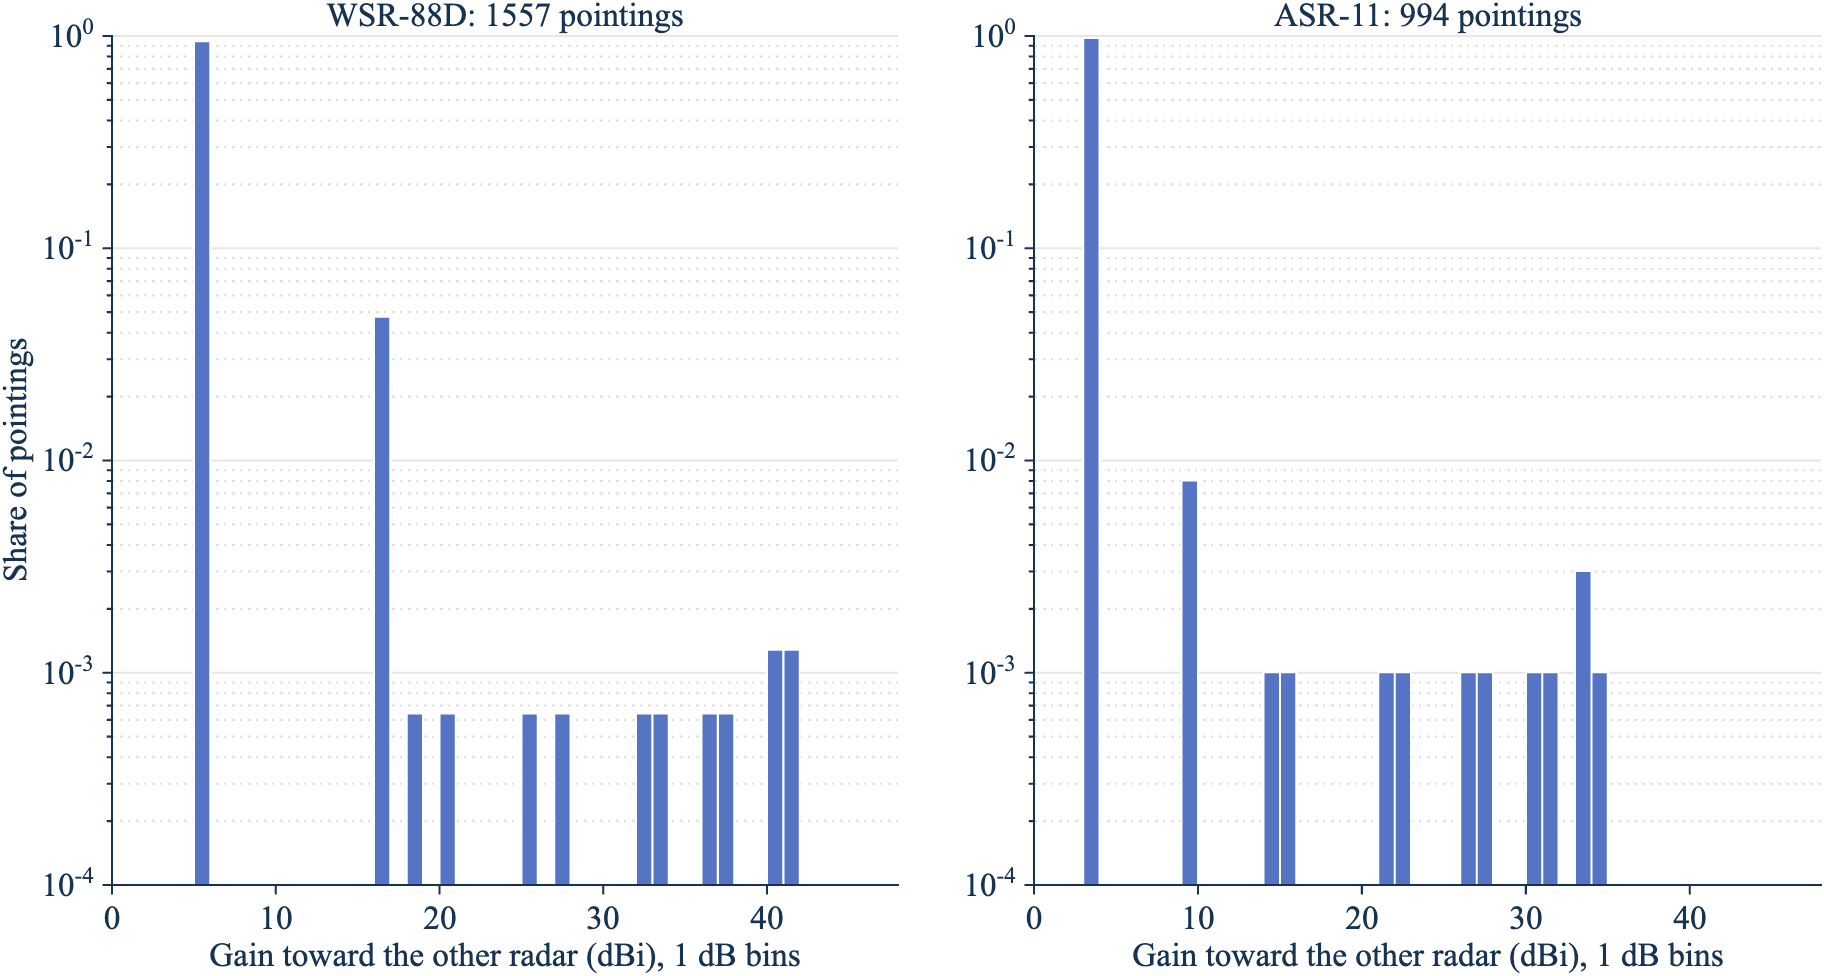 WSR-88D: 1557 pointings
10^0
10^-1
10^-2
10^-3
10^-4
Share of pointings
0 10 20 30 40
Gain toward the other radar (dBi), 1 dB bins
ASR-11: 994 pointings
10^0
10^-1
10^-2
10^-3
10^-4
0 10 20 30 40
Gain toward the other radar (dBi), 1 dB bins